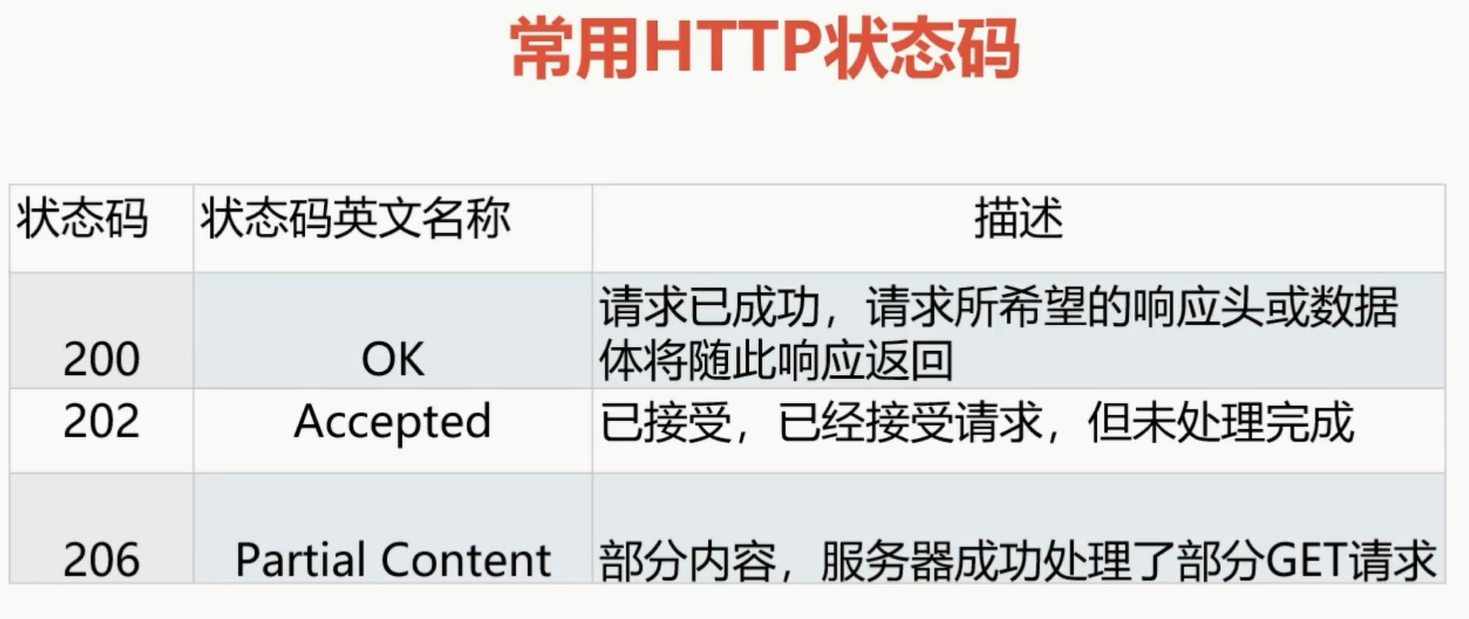 常用HTTP状态码
状态码 状态码英文名称 描述
200 OK 请求已成功，请求所希望的响应头或数据
体将随此响应返回
202 Accepted 已接受，已经接受请求，但未处理完成
206 Partial Content 部分内容，服务器成功处理了部分GET请求